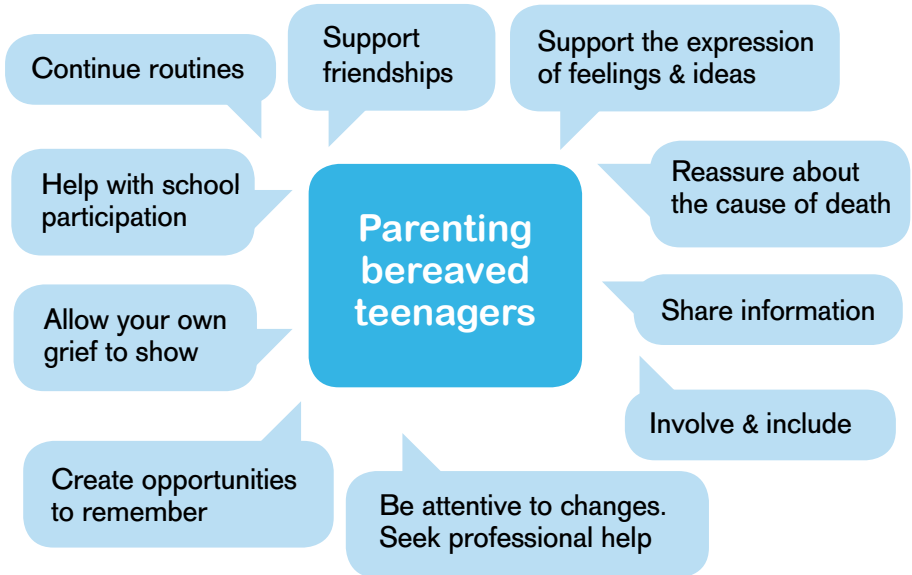 Continue routines
Support
friendships
Support the expression
of feelings & ideas
Help with school
participation
Parenting
bereaved
teenagers
Reassure about
the cause of death
Allow your own
grief to show
Share information
Involve & include
Create opportunities
to remember
Be attentive to changes.
Seek professional help